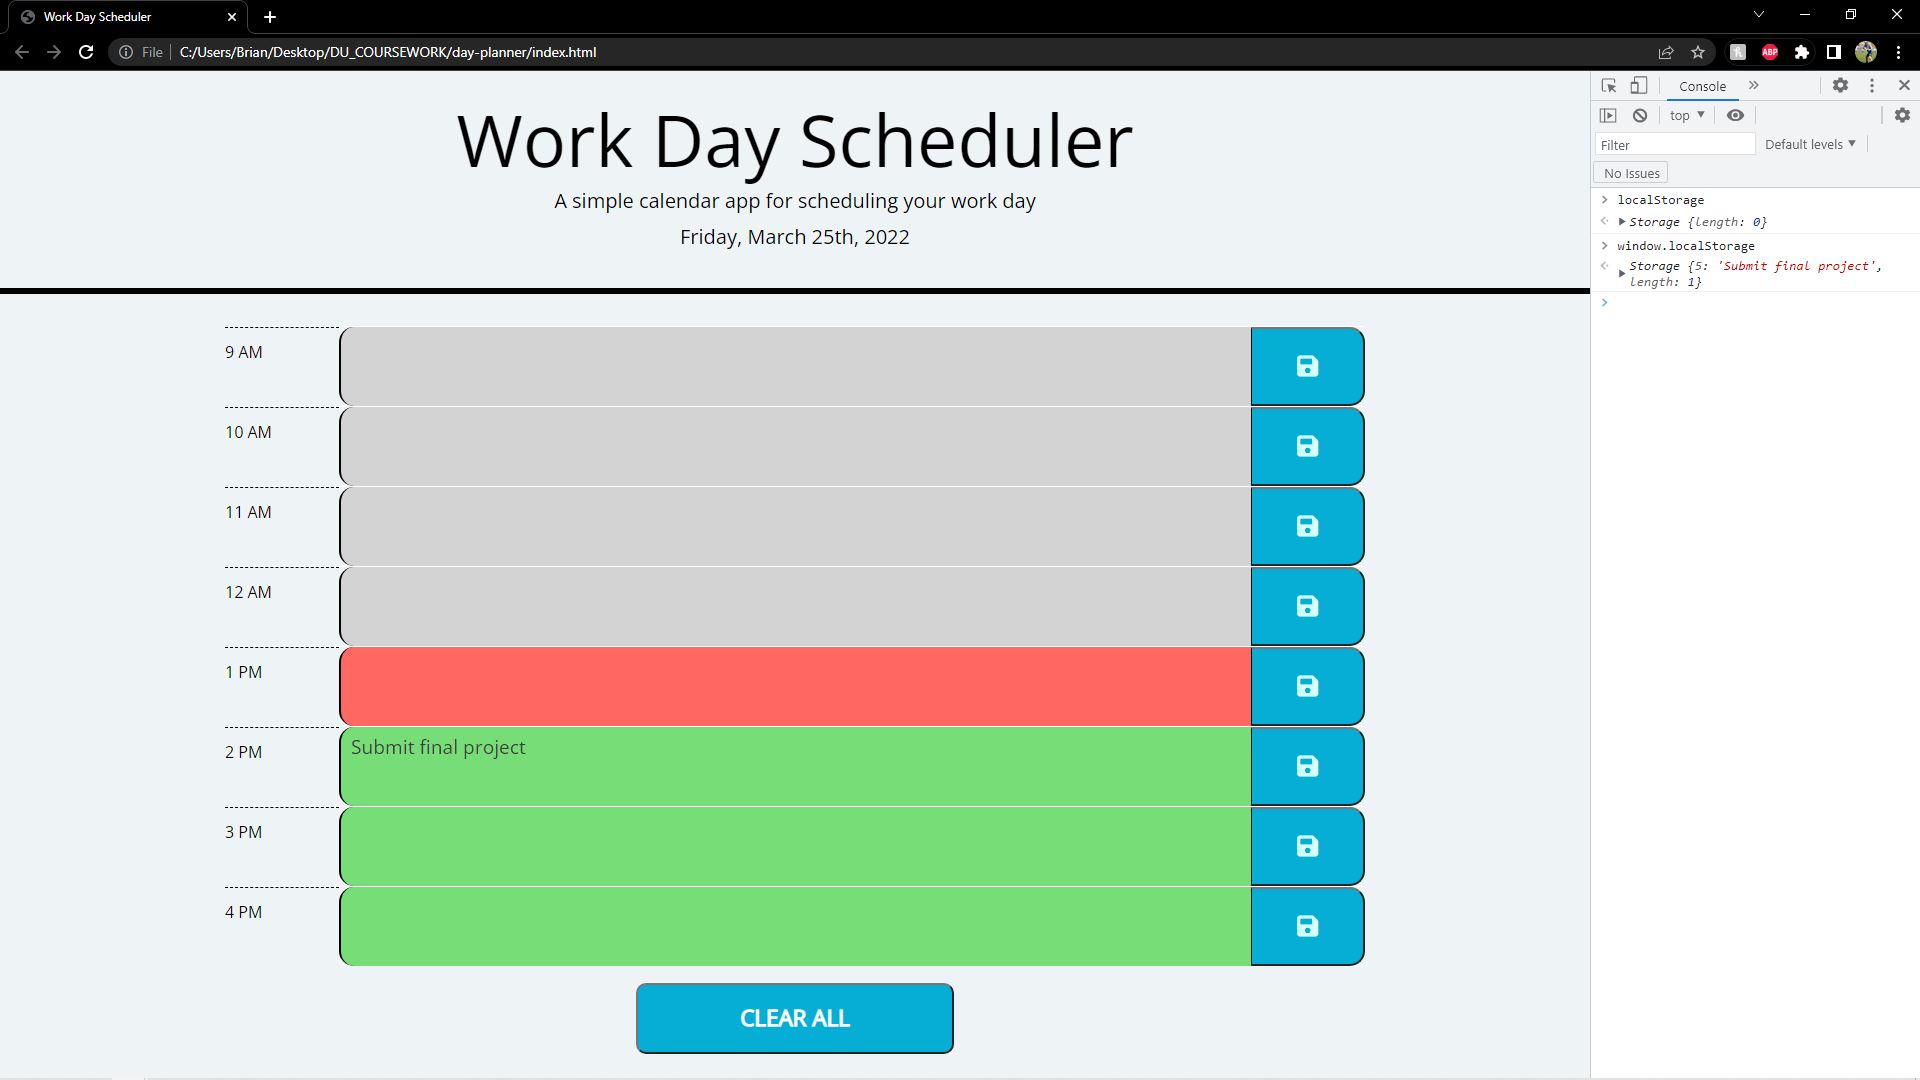 Work Day Scheduler
File
C:/Users/Brian/Desktop/DU_COURSEWORK/day-planner/index.html
ABP
Work Day Scheduler
A simple calendar app for scheduling your work day
Friday, March 25th, 2022
9 AM
10 AM
11 AM
12 AM
1 PM
2 PM
Submit final project
3 PM
4 PM
CLEAR ALL
Console
top
Filter
Default levels
No Issues
localStorage
Storage {length: 0}
window.localStorage
Storage {5: 'Submit final project',
length: 1}